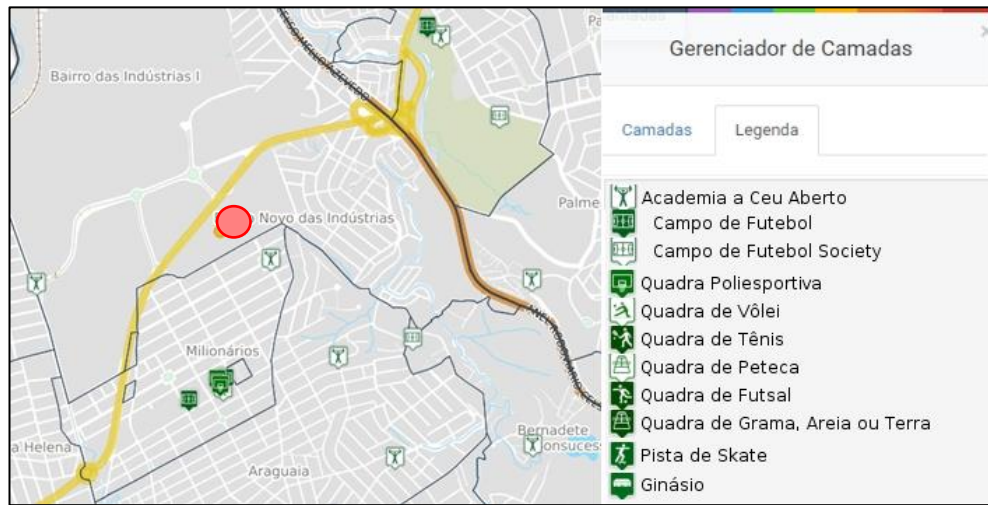 Bairro das Indústrias I
Novo das Indústrias
Palme
Milionários
a Helena
Araguaia
Bernadete
onsuces
Gerenciador de Camadas
Camadas
Legenda
Academia a Ceu Aberto
Campo de Futebol
Campo de Futebol Society
Quadra Poliesportiva
Quadra de Vôlei
Quadra de Tênis
Quadra de Peteca
Quadra de Futsal
Quadra de Grama, Areia ou Terra
Pista de Skate
Ginásio